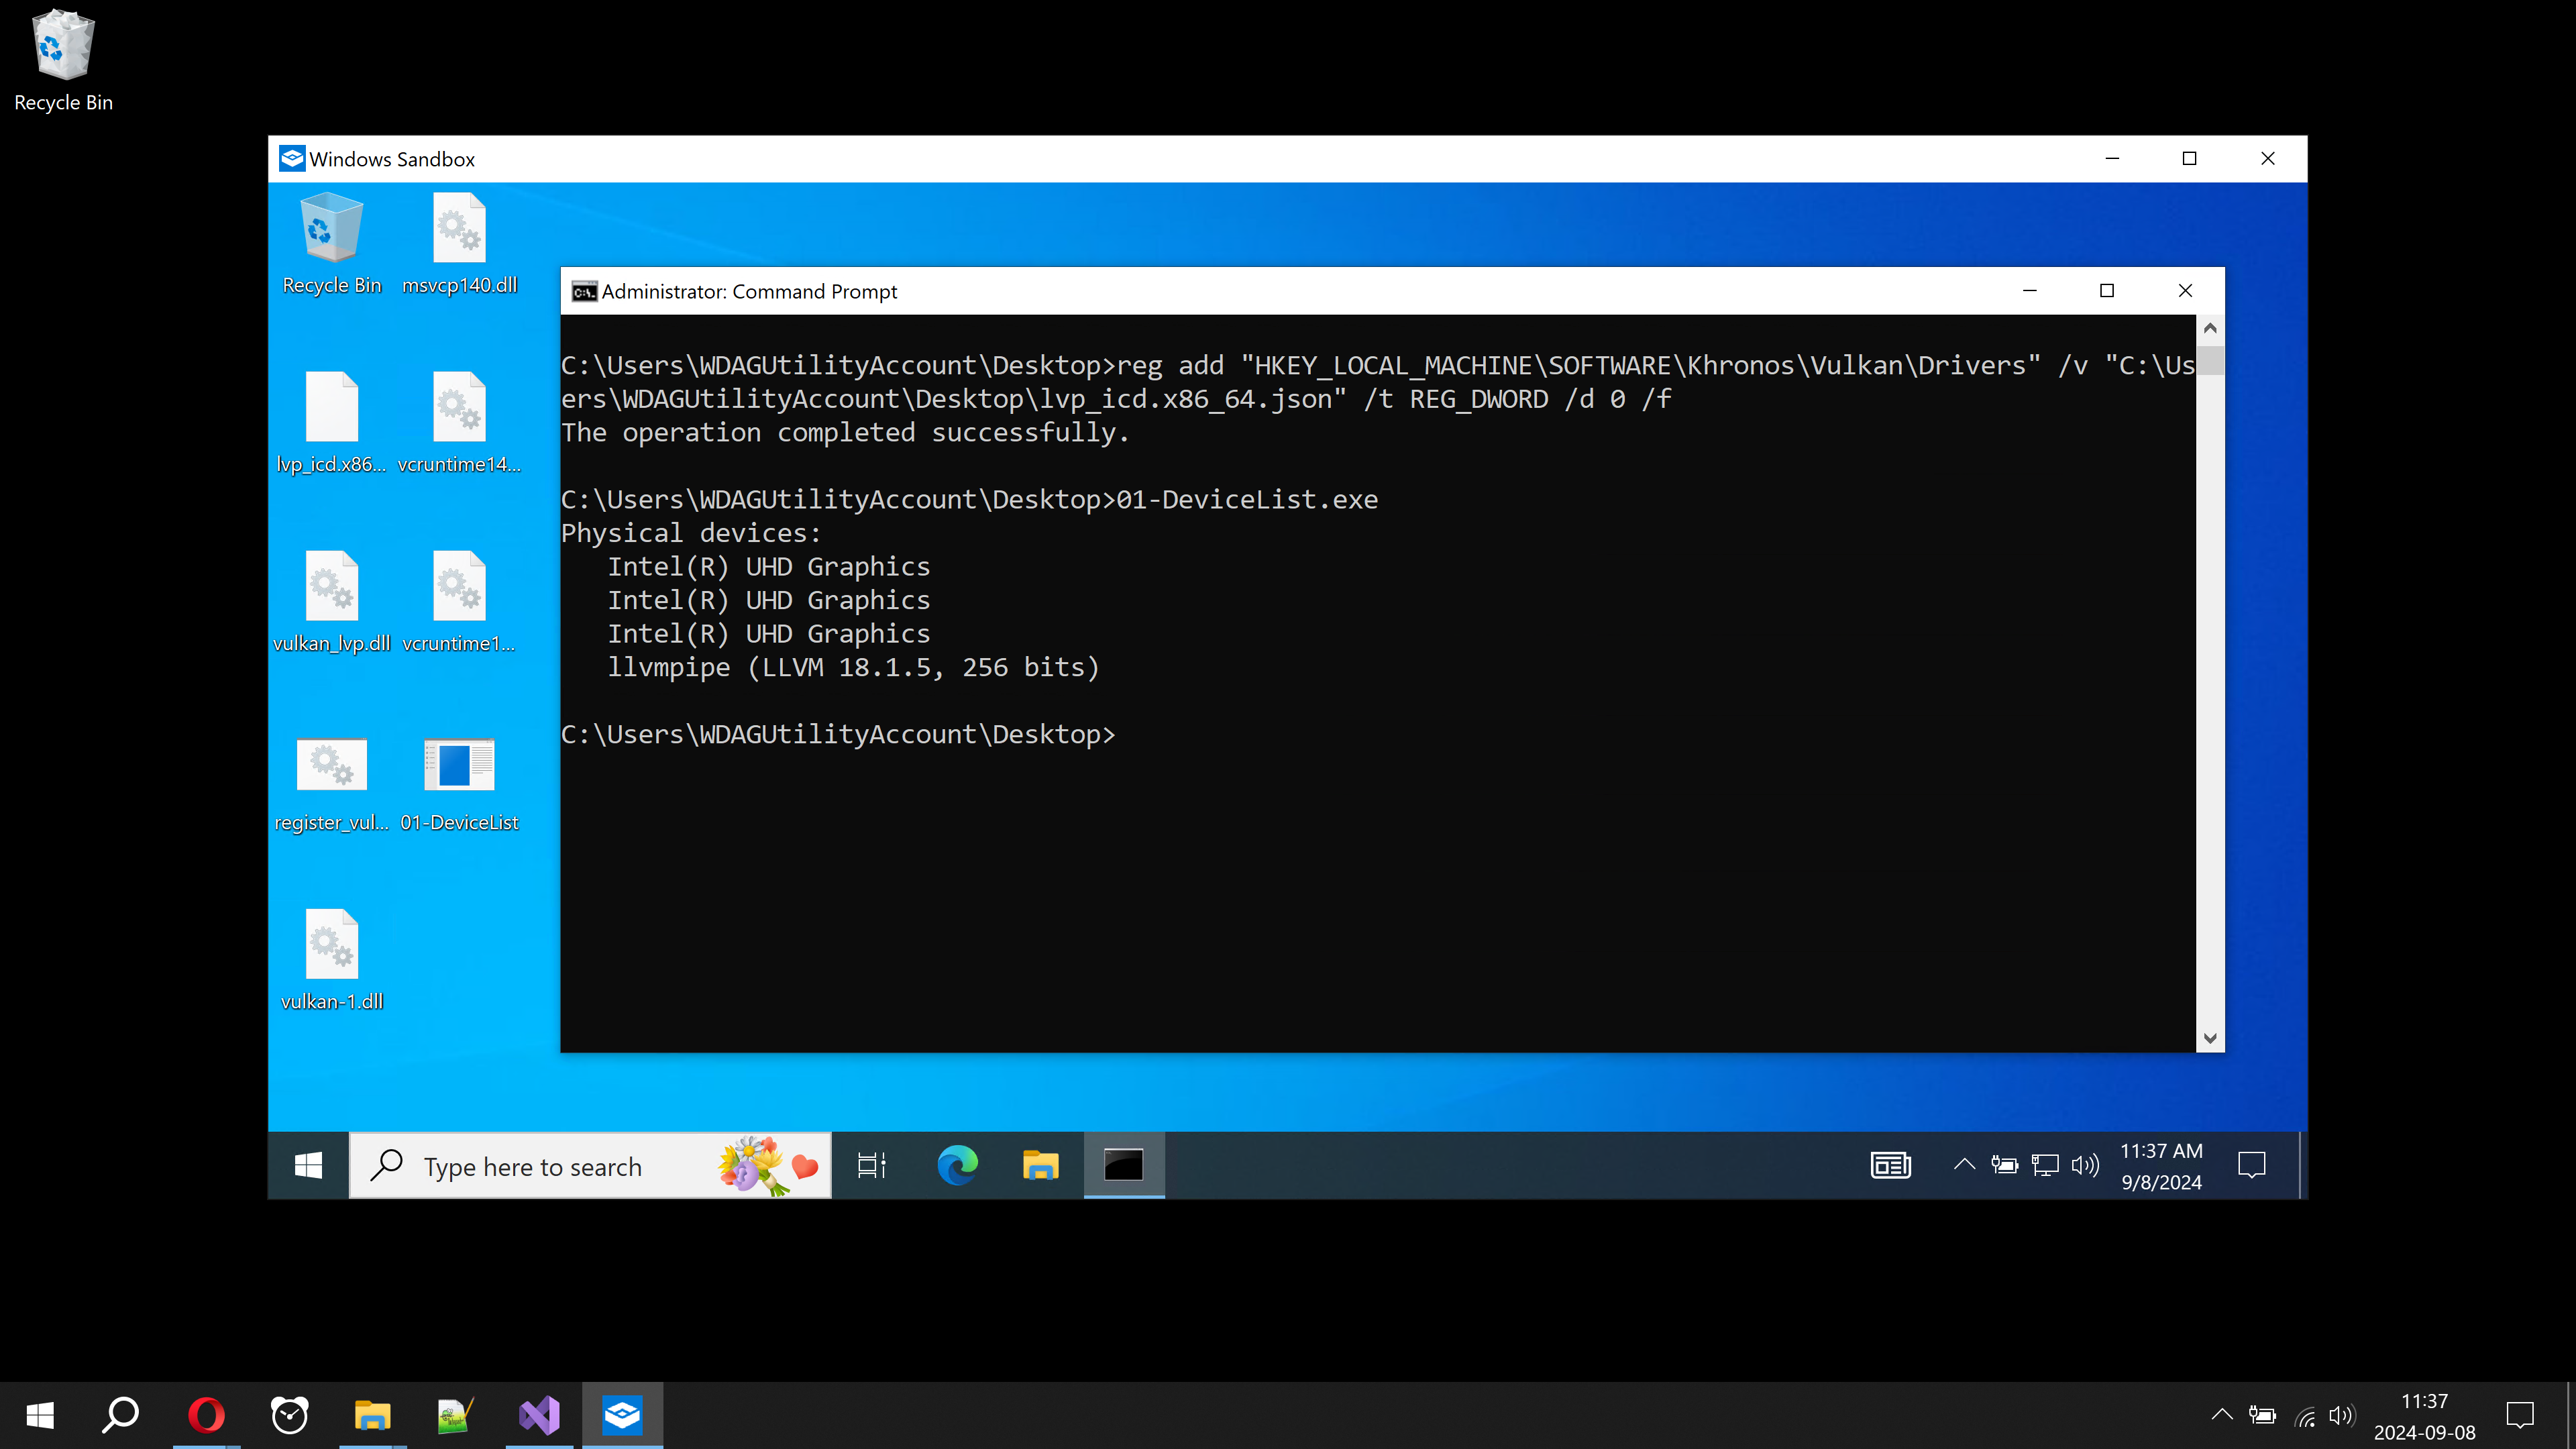 Recycle Bin
Windows Sandbox
Recycle Bin
msvcp140.dll
lvp_icd.x86...
vcruntime14...
vulkan_lvp.dll
vcruntime1...
register_vul...
01-DeviceList
vulkan-1.dll
Administrator: Command Prompt
C:\Users\WDAGUtilityAccount\Desktop>reg add "HKEY_LOCAL_MACHINE\SOFTWARE\Khronos\Vulkan\Drivers" /v "C:\Us
ers\WDAGUtilityAccount\Desktop\lvp_icd.x86_64.json" /t REG_DWORD /d 0 /f
The operation completed successfully.
C:\Users\WDAGUtilityAccount\Desktop>01-DeviceList.exe
Physical devices:
Intel(R) UHD Graphics
Intel(R) UHD Graphics
Intel(R) UHD Graphics
llvmpipe (LLVM 18.1.5, 256 bits)
C:\Users\WDAGUtilityAccount\Desktop>
Type here to search
11:37 AM
9/8/2024
11:37
2024-09-08